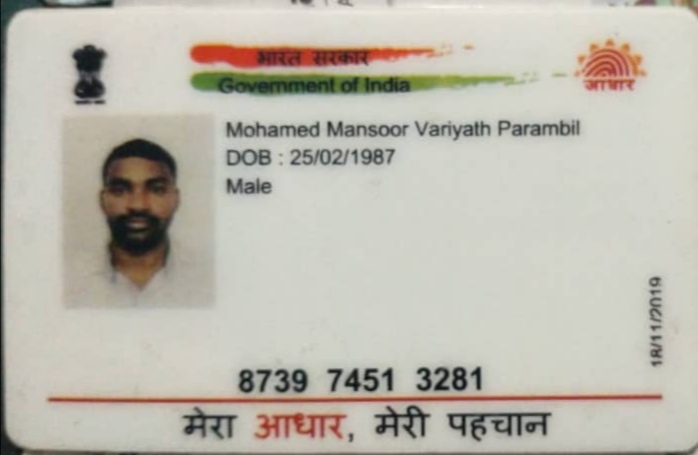 भारत सरकार
Government of India
आधार
Mohamed Mansoor Variyath Parambil
DOB : 25/02/1987
Male
18/11/2019
8739 7451 3281
मेरा आधार, मेरी पहचान